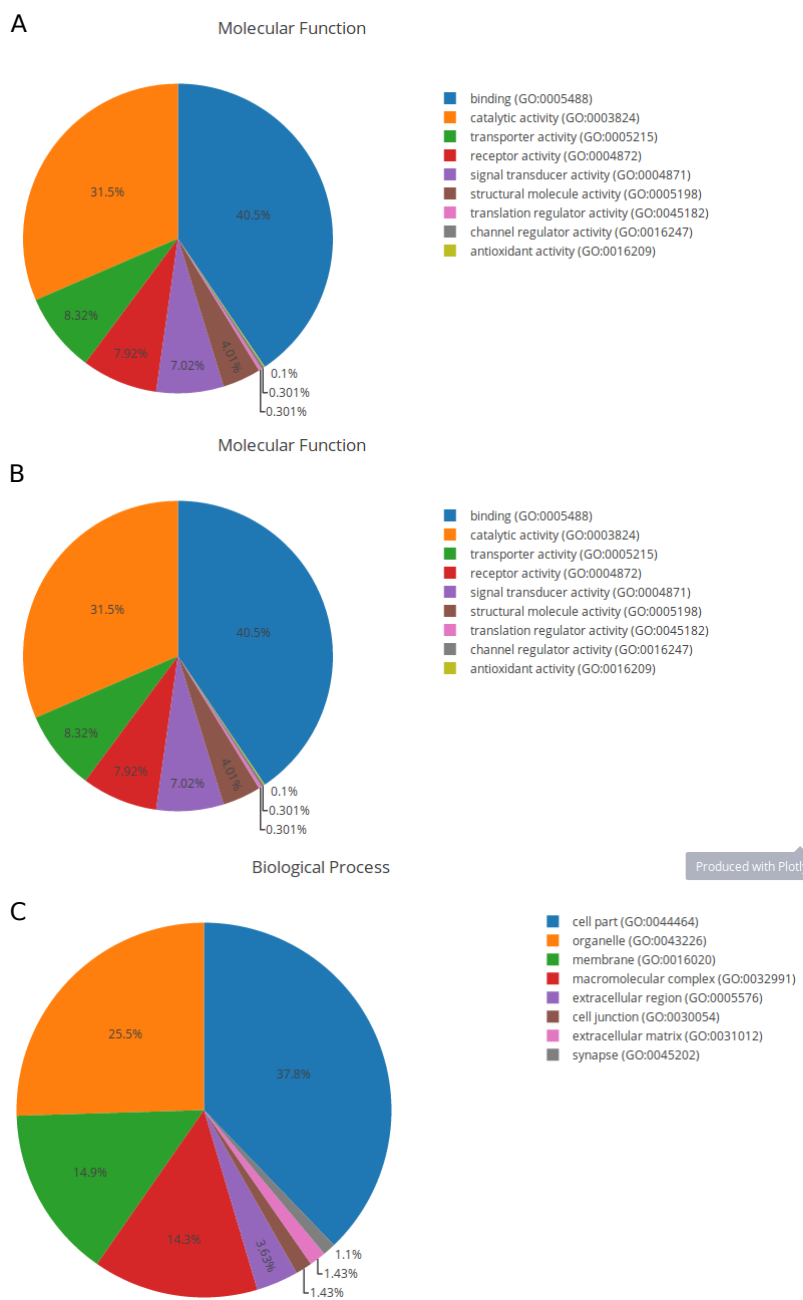 A
Molecular Function
binding (GO:0005488)
catalytic activity (GO:0003824)
transporter activity (GO:0005215)
receptor activity (GO:0004872)
signal transducer activity (GO:0004871)
structural molecule activity (GO:0005198)
translation regulator activity (GO:0045182)
channel regulator activity (GO:0016247)
antioxidant activity (GO:0016209)
31.5%
40.5%
8.32%
7.92%
7.02%
4.01%
0.1%
0.301%
0.301%
Molecular Function
B
binding (GO:0005488)
catalytic activity (GO:0003824)
transporter activity (GO:0005215)
receptor activity (GO:0004872)
signal transducer activity (GO:0004871)
structural molecule activity (GO:0005198)
translation regulator activity (GO:0045182)
channel regulator activity (GO:0016247)
antioxidant activity (GO:0016209)
31.5%
40.5%
8.32%
7.92%
7.02%
4.01%
0.1%
0.301%
0.301%
Biological Process
Produced with Plotl
C
cell part (GO:0044464)
organelle (GO:0043226)
membrane (GO:0016020)
macromolecular complex (GO:0032991)
extracellular region (GO:0005576)
cell junction (GO:0030054)
extracellular matrix (GO:0031012)
synapse (GO:0045202)
25.5%
37.8%
14.9%
14.3%
3.63%
1.1%
1.43%
1.43%